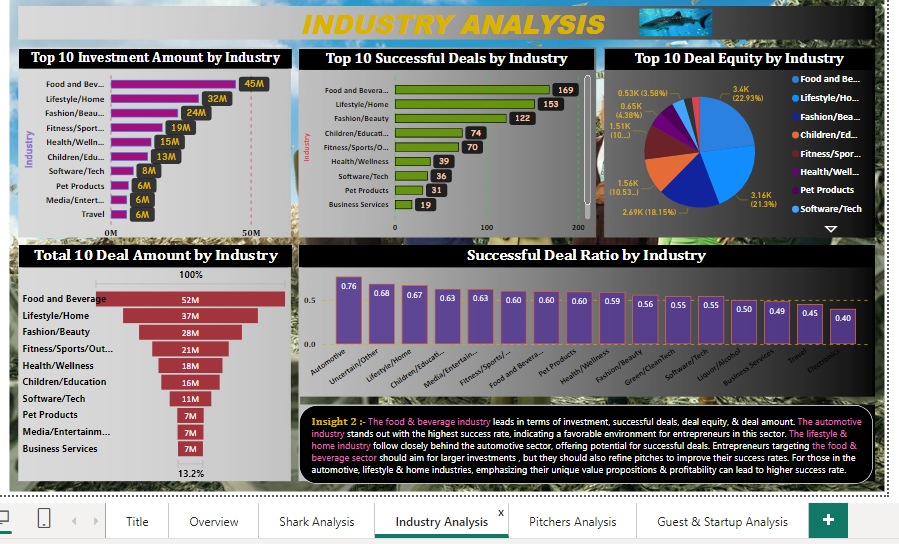 INDUSTRY ANALYSIS
Top 10 Investment Amount by Industry
Industry
Food and Bev...
45M
Lifestyle/Home
32M
Fashion/Beau...
24M
Fitness/Sport...
19M
Health/Welln...
15M
Children/Edu...
13M
Software/Tech
8M
Pet Products
6M
Media/Entert...
6M
Travel
6M
0M
50M
Top 10 Successful Deals by Industry
Industry
Food and Bevera...
169
Lifestyle/Home
153
Fashion/Beauty
122
Children/Educati...
74
Fitness/Sports/O...
70
Health/Wellness
39
Software/Tech
36
Pet Products
31
Business Services
19
0
100
200
Top 10 Deal Equity by Industry
0.53K (3.58%)
0.65K
(4.38%)
1.51K
(10...)
1.56K
(10.53...)
2.69K (18.15%)
3.16K
(21.3%)
3.4K
(22.93%)
Food and Be...
Lifestyle/Ho...
Fashion/Bea...
Children/Ed...
Fitness/Spor...
Health/Well...
Pet Products
Software/Tech
Total 10 Deal Amount by Industry
100%
Food and Beverage
52M
Lifestyle/Home
37M
Fashion/Beauty
28M
Fitness/Sports/Out...
21M
Health/Wellness
18M
Children/Education
16M
Software/Tech
11M
Pet Products
7M
Media/Entertainm...
7M
Business Services
7M
13.2%
Successful Deal Ratio by Industry
0.5
0.0
0.76
0.68
0.67
0.63
0.63
0.60
0.60
0.60
0.59
0.56
0.55
0.55
0.50
0.49
0.45
0.40
Automotive
Uncertain/Other
Lifestyle/Home
Children/Educati...
Media/Entertain...
Fitness/Sports/...
Food and Bevera...
Pet Products
Health/Wellness
Fashion/Beauty
Green/CleanTech
Software/Tech
Liquor/Alcohol
Business Services
Travel
Electronics
Insight 2 :- The food & beverage industry leads in terms of investment, successful deals, deal equity, & deal amount. The automotive
industry stands out with the highest success rate, indicating a favorable environment for entrepreneurs in this sector. The lifestyle &
home industry follow closely behind the automotive sector, offering potential for successful deals. Entrepreneurs targeting the food &
beverage sector should aim for larger investments , but they should also refine pitches to improve their success rates. For those in the
automotive, lifestyle & home industries, emphasizing their unique value propositions & profitability can lead to higher success rate.
Title
Overview
Shark Analysis
Industry Analysis
x
Pitchers Analysis
Guest & Startup Analysis
+